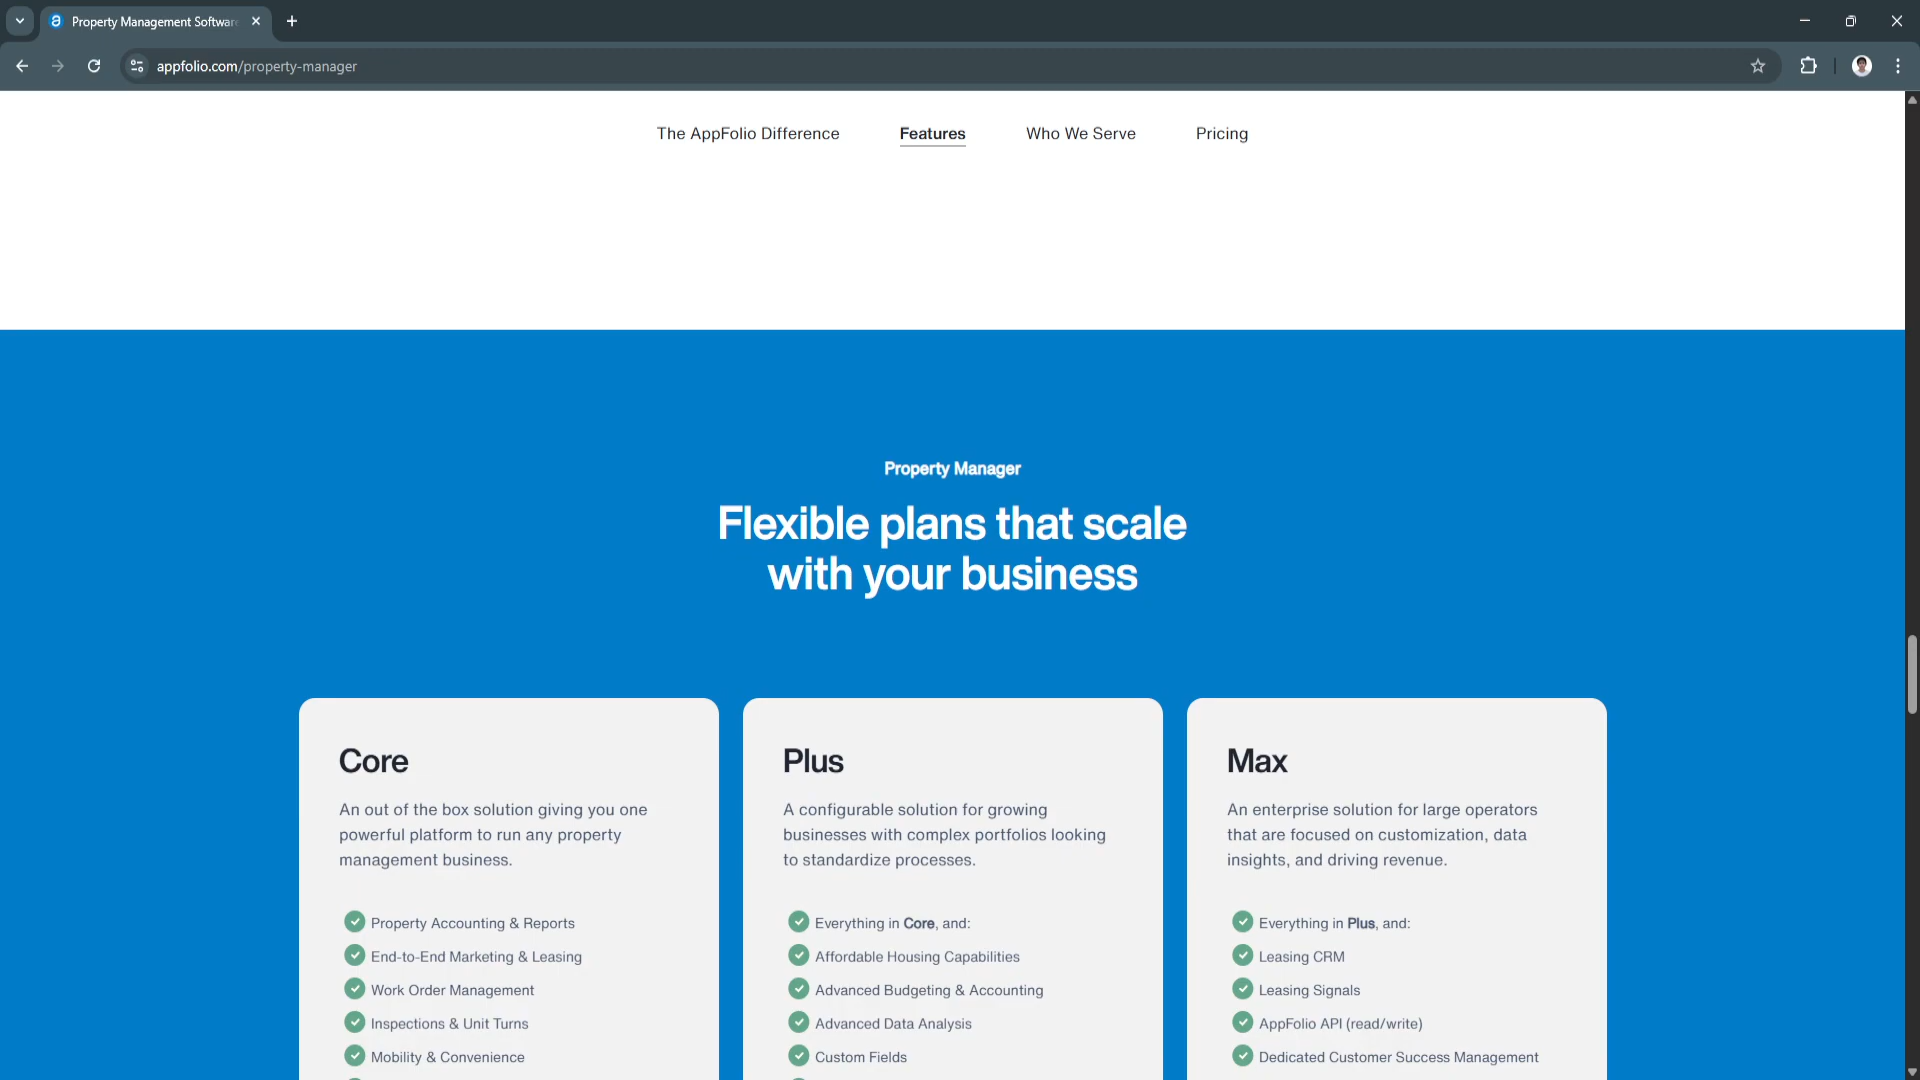 Property Management Softwar
appfolio.com/property-manager
The AppFolio Difference
Features
Who We Serve
Pricing
Property Manager
Flexible plans that scale
with your business
Core
An out of the box solution giving you one
powerful platform to run any property
management business.
Property Accounting & Reports
End-to-End Marketing & Leasing
Work Order Management
Inspections & Unit Turns
Mobility & Convenience
Plus
A configurable solution for growing
businesses with complex portfolios looking
to standardize processes.
Everything in Core, and:
Affordable Housing Capabilities
Advanced Budgeting & Accounting
Advanced Data Analysis
Custom Fields
Max
An enterprise solution for large operators
that are focused on customization, data
insights, and driving revenue.
Everything in Plus, and:
Leasing CRM
Leasing Signals
AppFolio API (read/write)
Dedicated Customer Success Management